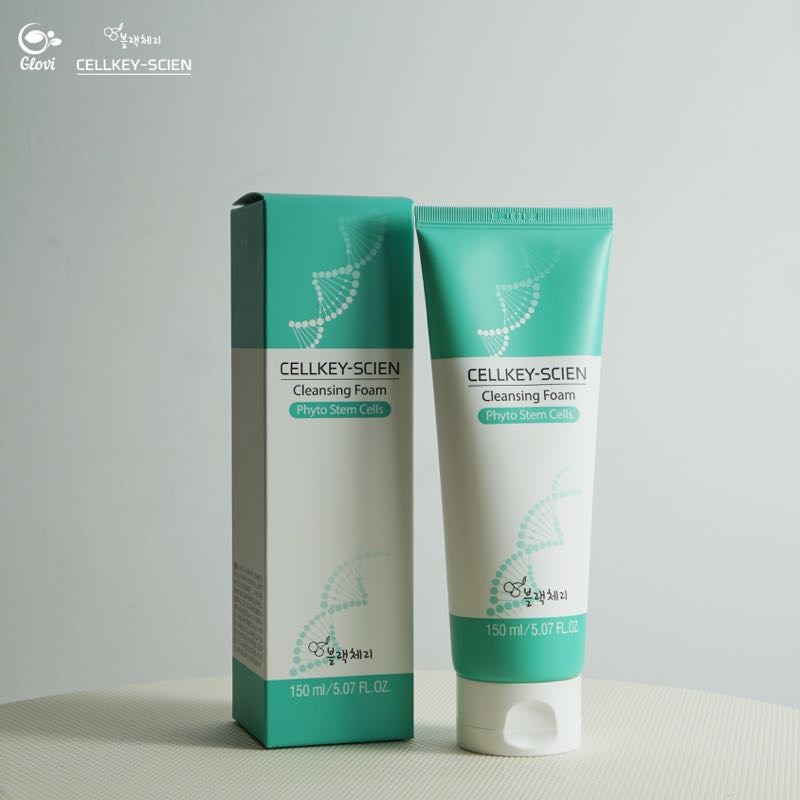 Glovi
블랙체리
CELLKEY-SCIEN
CELLKEY-SCIEN
Cleansing Foam
Phyto Stem Cells
블랙체리
150 ml/5.07 FL.OZ.
CELLKEY-SCIEN
Cleansing Foam
Phyto Stem Cells
블랙체리
150 ml/5.07 FL.OZ.